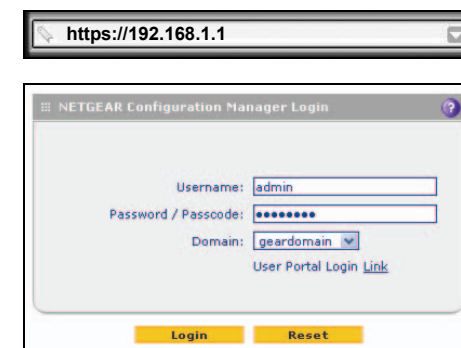 https://192.168.1.1
NETGEAR Configuration Manager Login
?
Username: admin
Password / Passcode: ••••••••
Domain: geardomain
User Portal Login Link
Login Reset